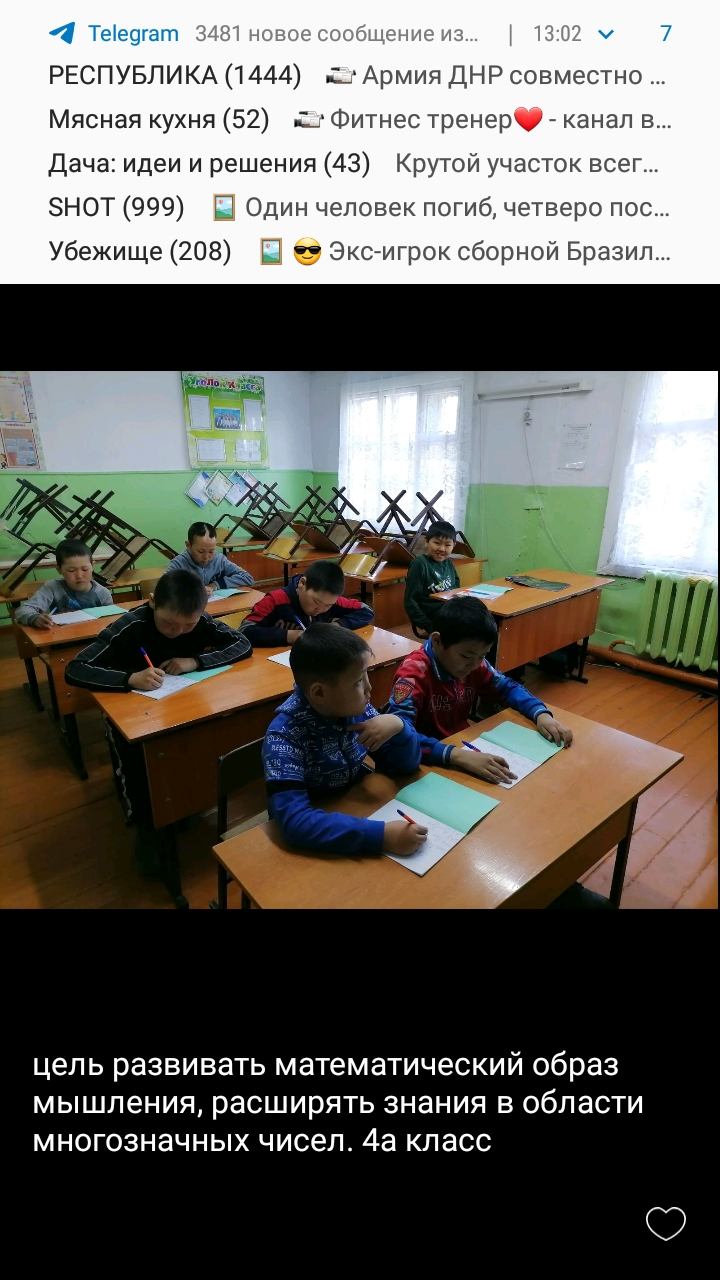 Telegram 3481 новое сообщение из... | 13:02 7
РЕСПУБЛИКА (1444) Армия ДНР совместно ...
Мясная кухня (52) Фитнес тренер❤️ - канал в...
Дача: идеи и решения (43) Крутой участок всег...
SHOT (999) Один человек погиб, четверо пос...
Убежище (208) 😎 Экс-игрок сборной Бразил...
Уголок класса
цель развивать математический образ
мышления, расширять знания в области
многозначных чисел. 4а класс